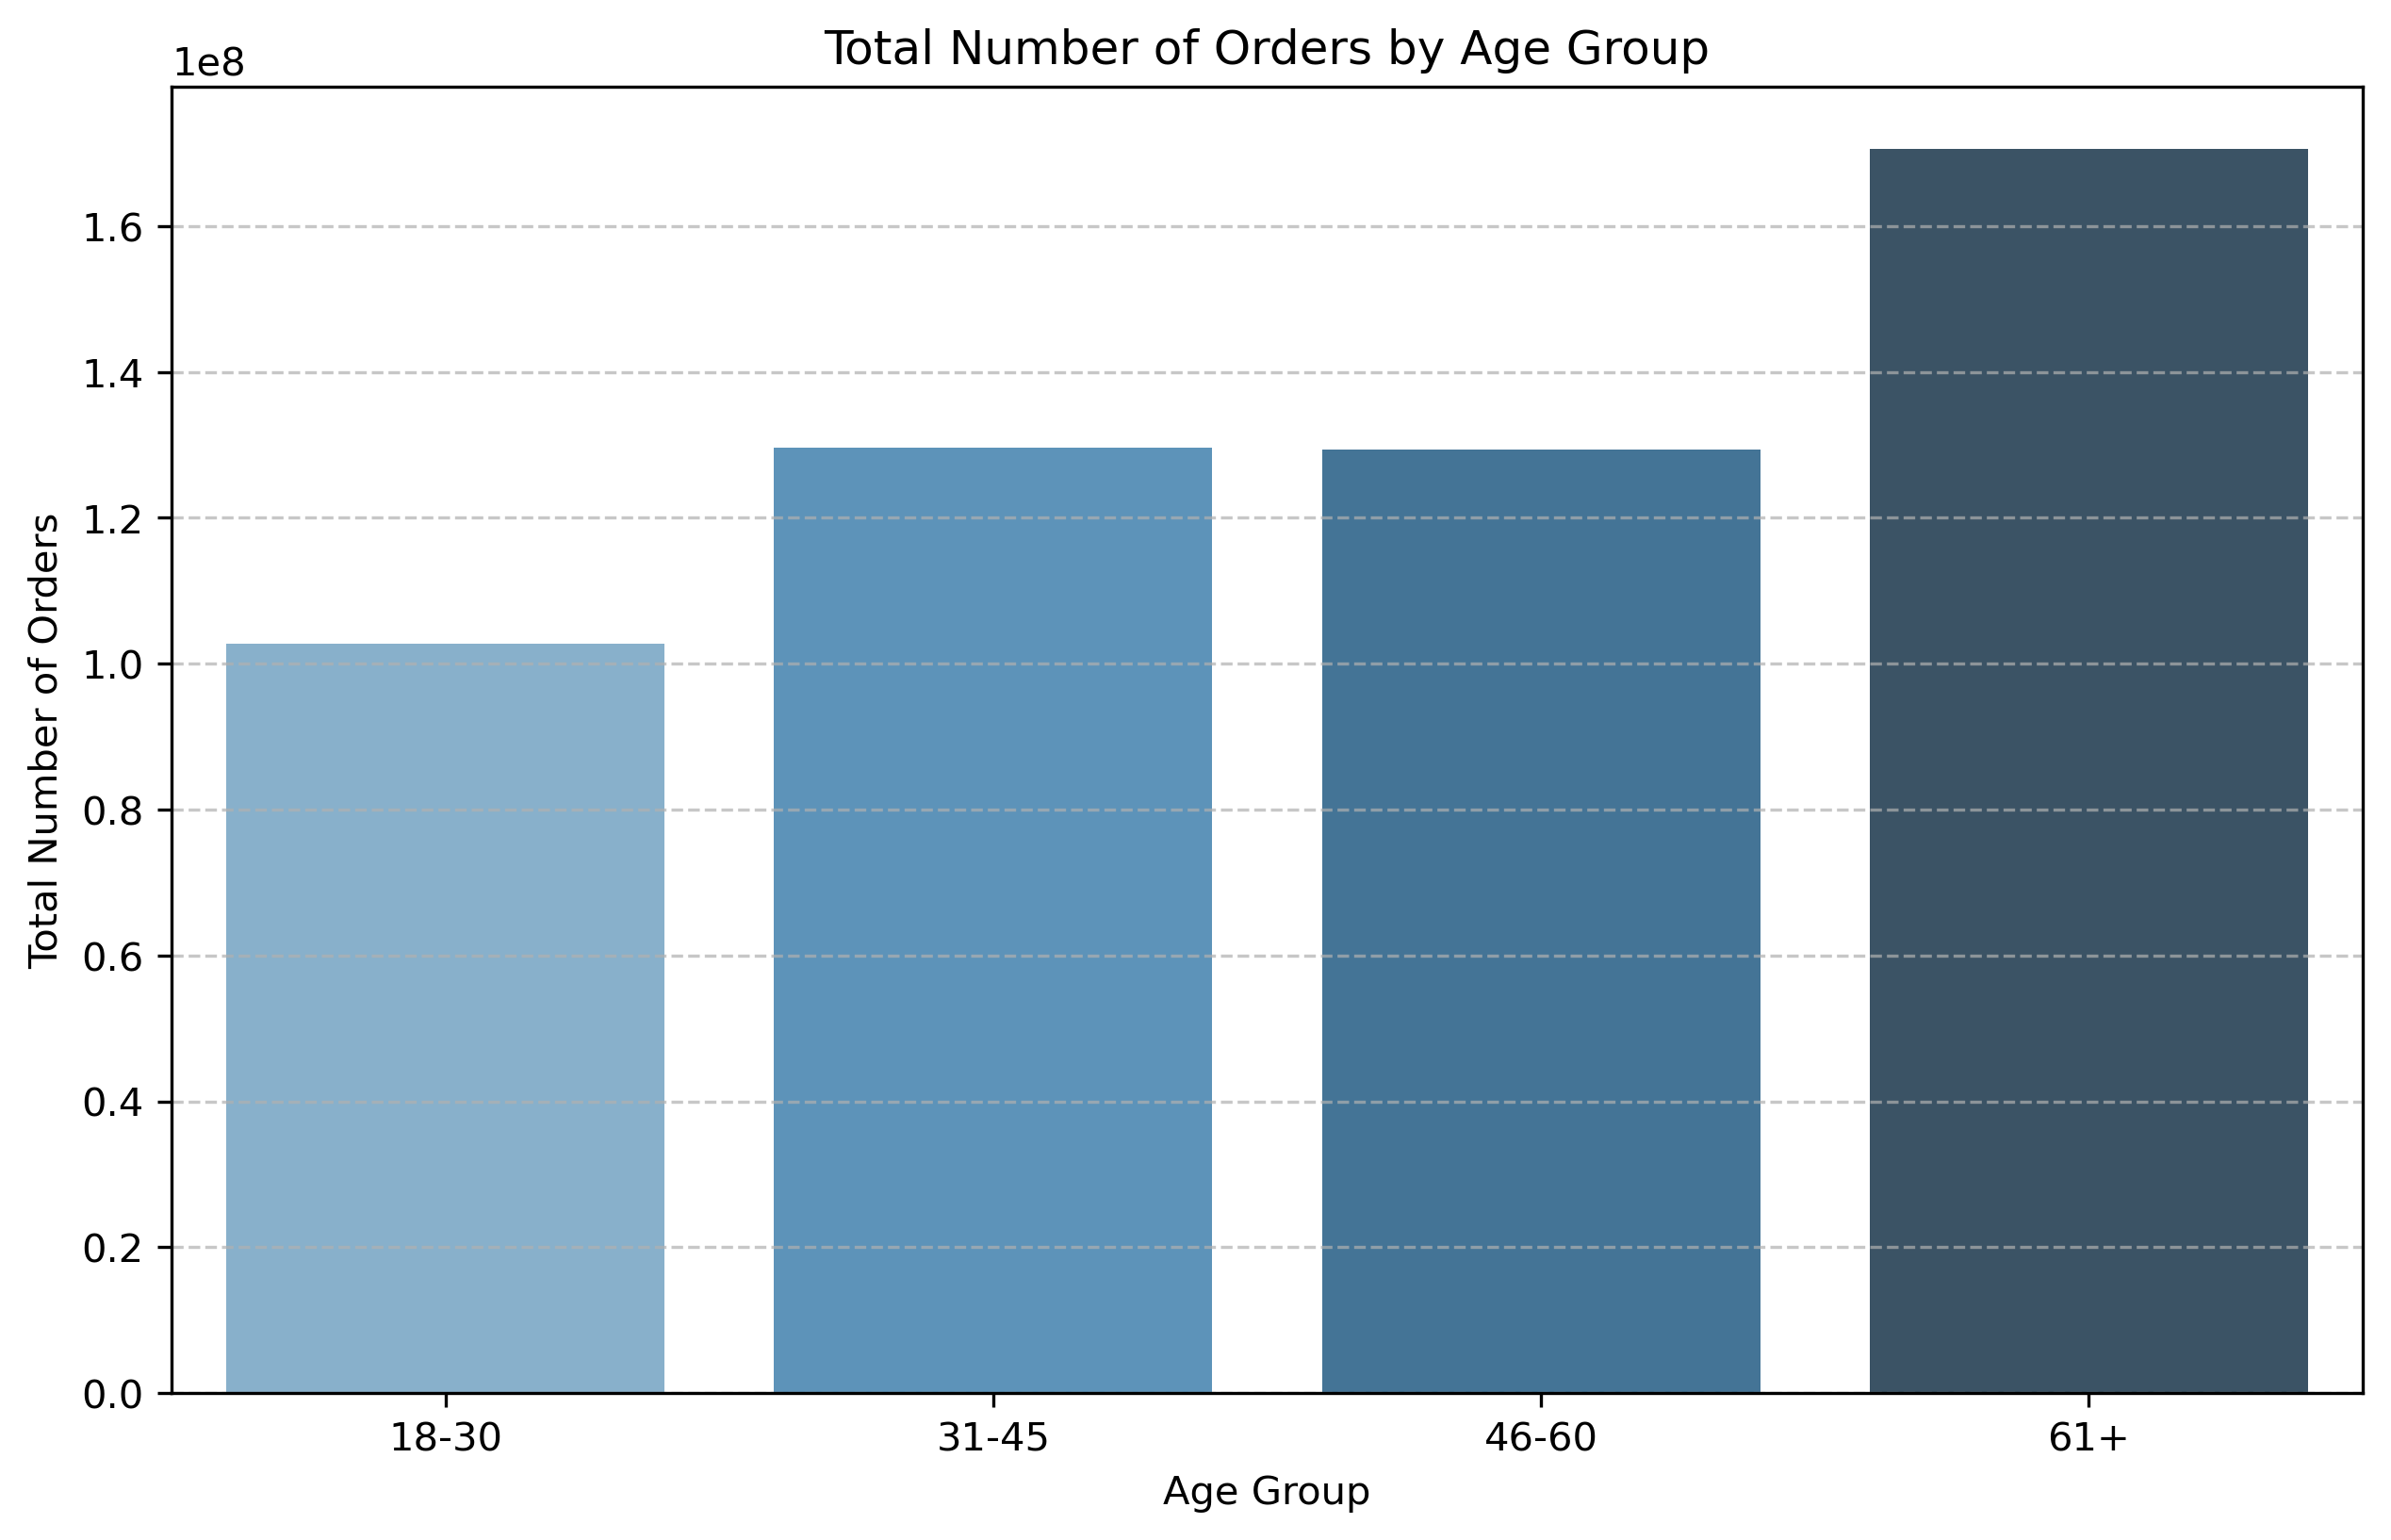 Total Number of Orders by Age Group
1e8
1.6
1.4
1.2
1.0
0.8
0.6
0.4
0.2
0.0
Total Number of Orders
18-30 31-45 46-60 61+
Age Group